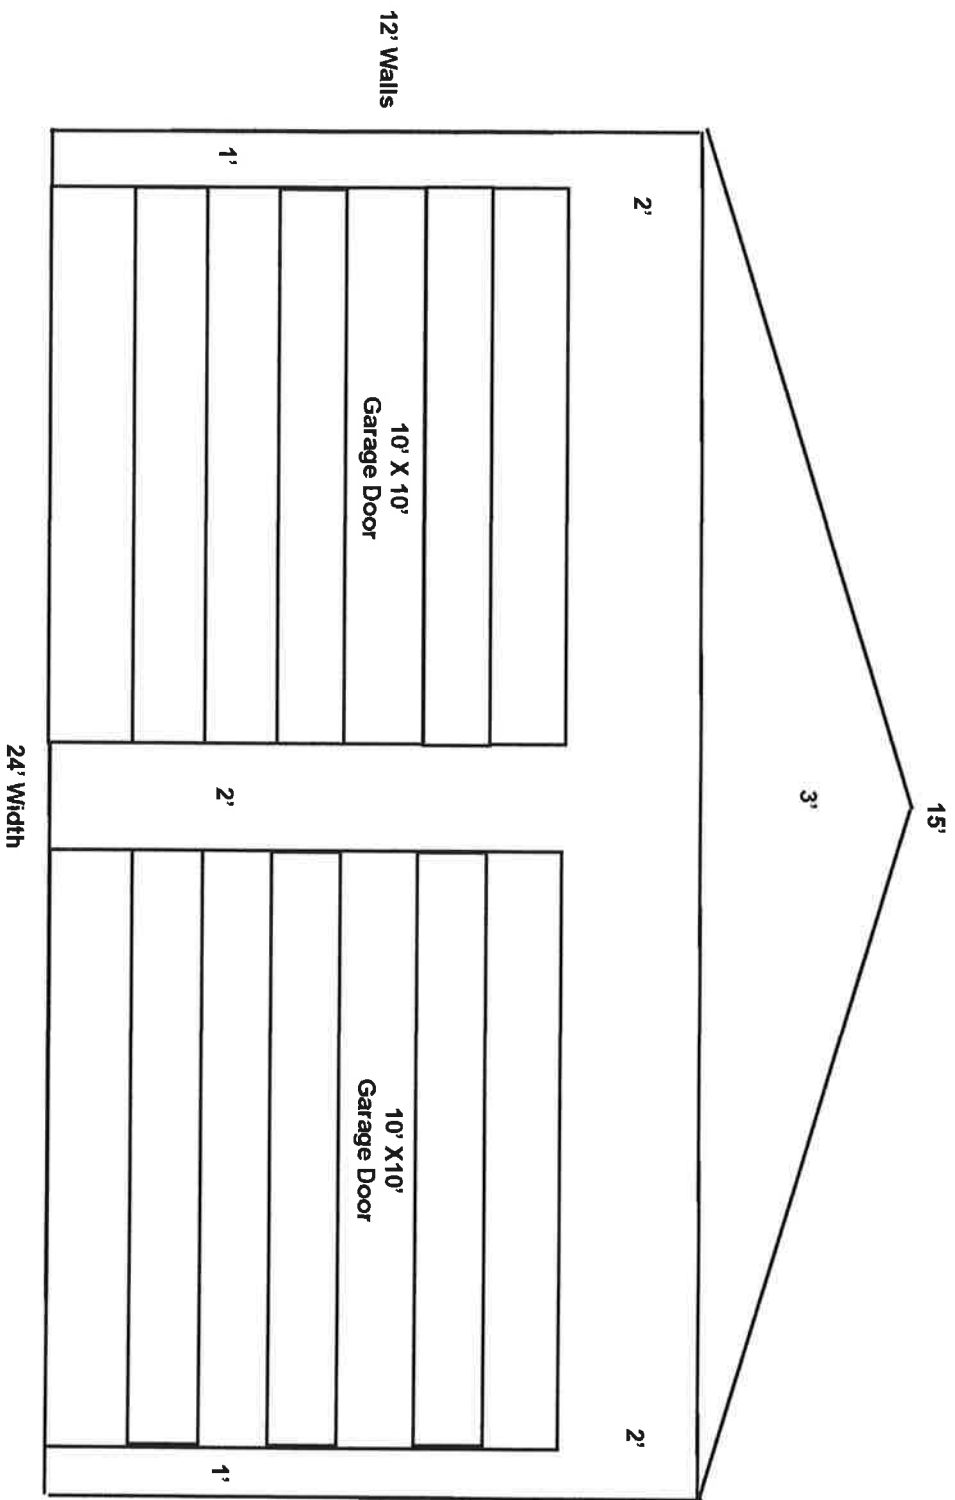 15'
3'
12' Walls
2'
2'
10' X 10'
Garage Door
10' X10'
Garage Door
1'
2'
1'
24' Width